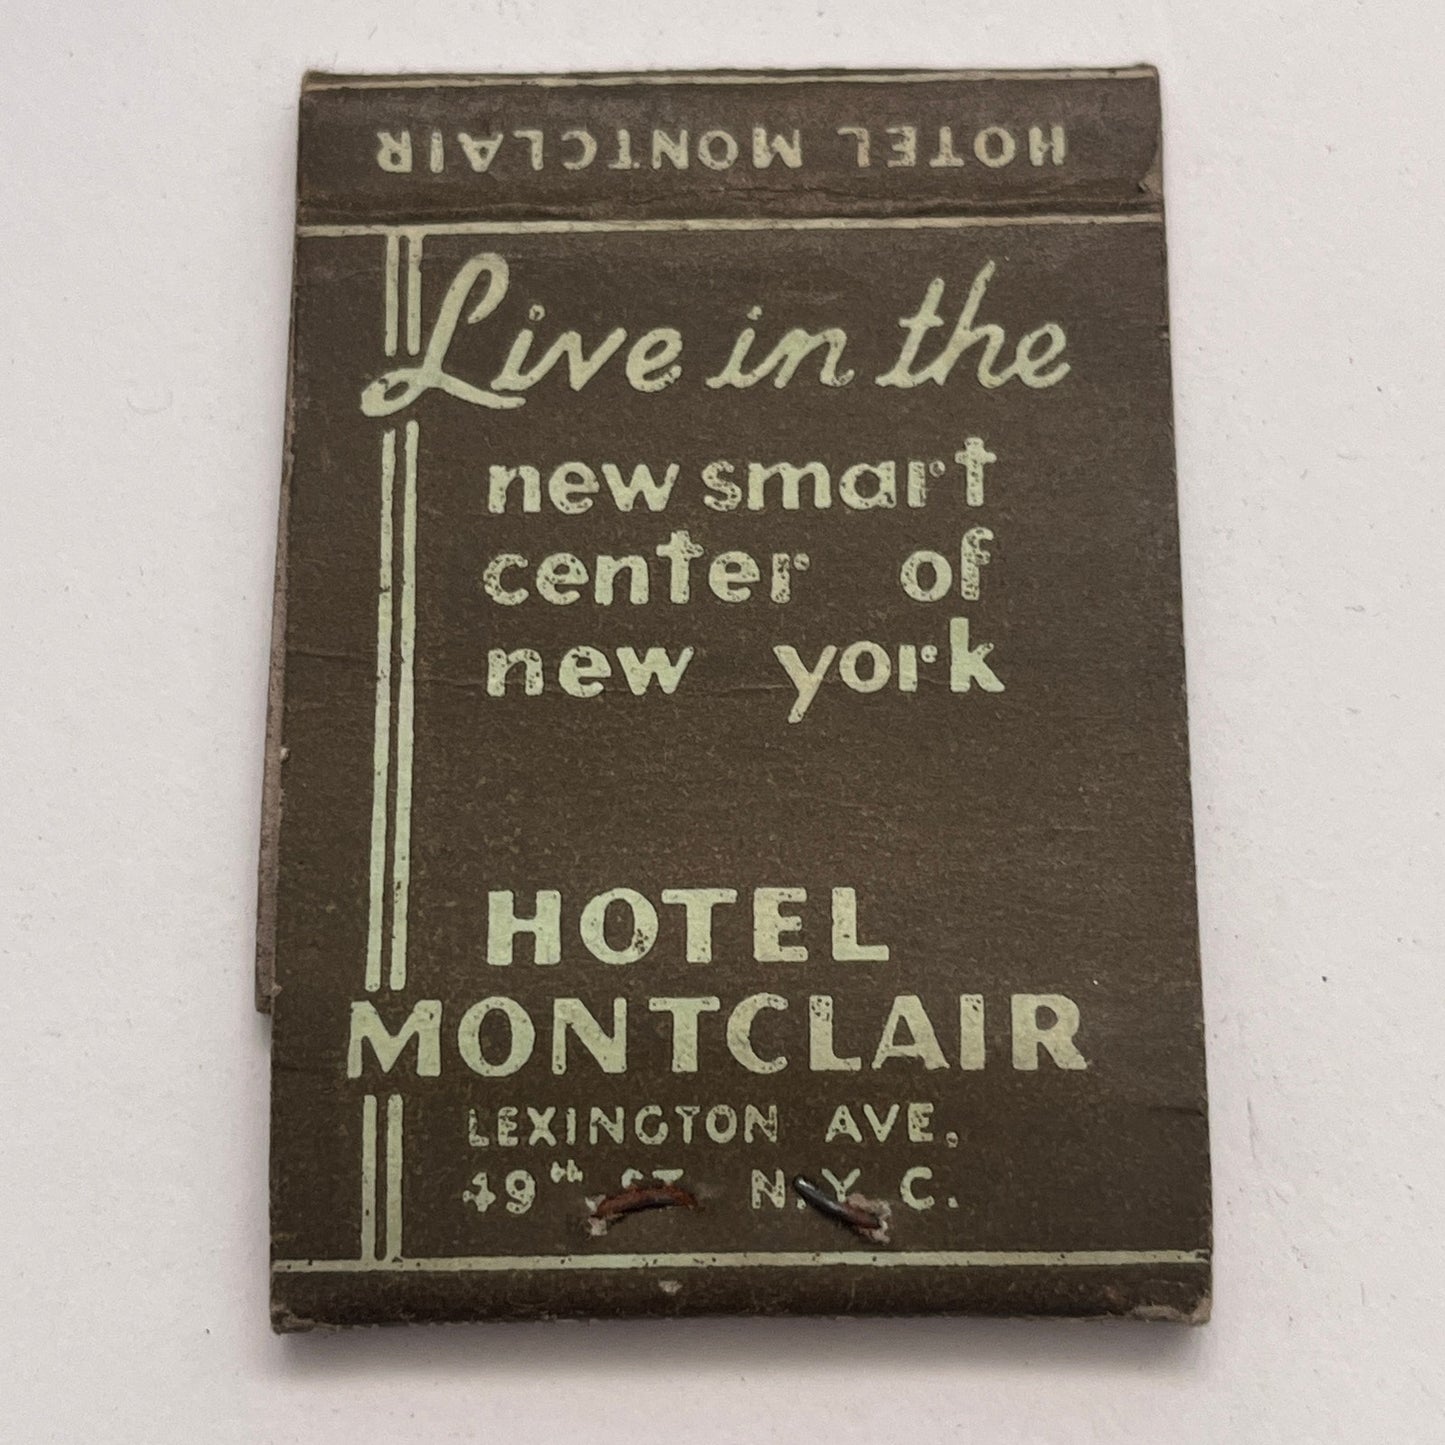 HOTEL MONTCLAIR
Live in the
new smart
center of
new york
HOTEL
MONTCLAIR
LEXINGTON AVE.
49th ST. N.Y.C.